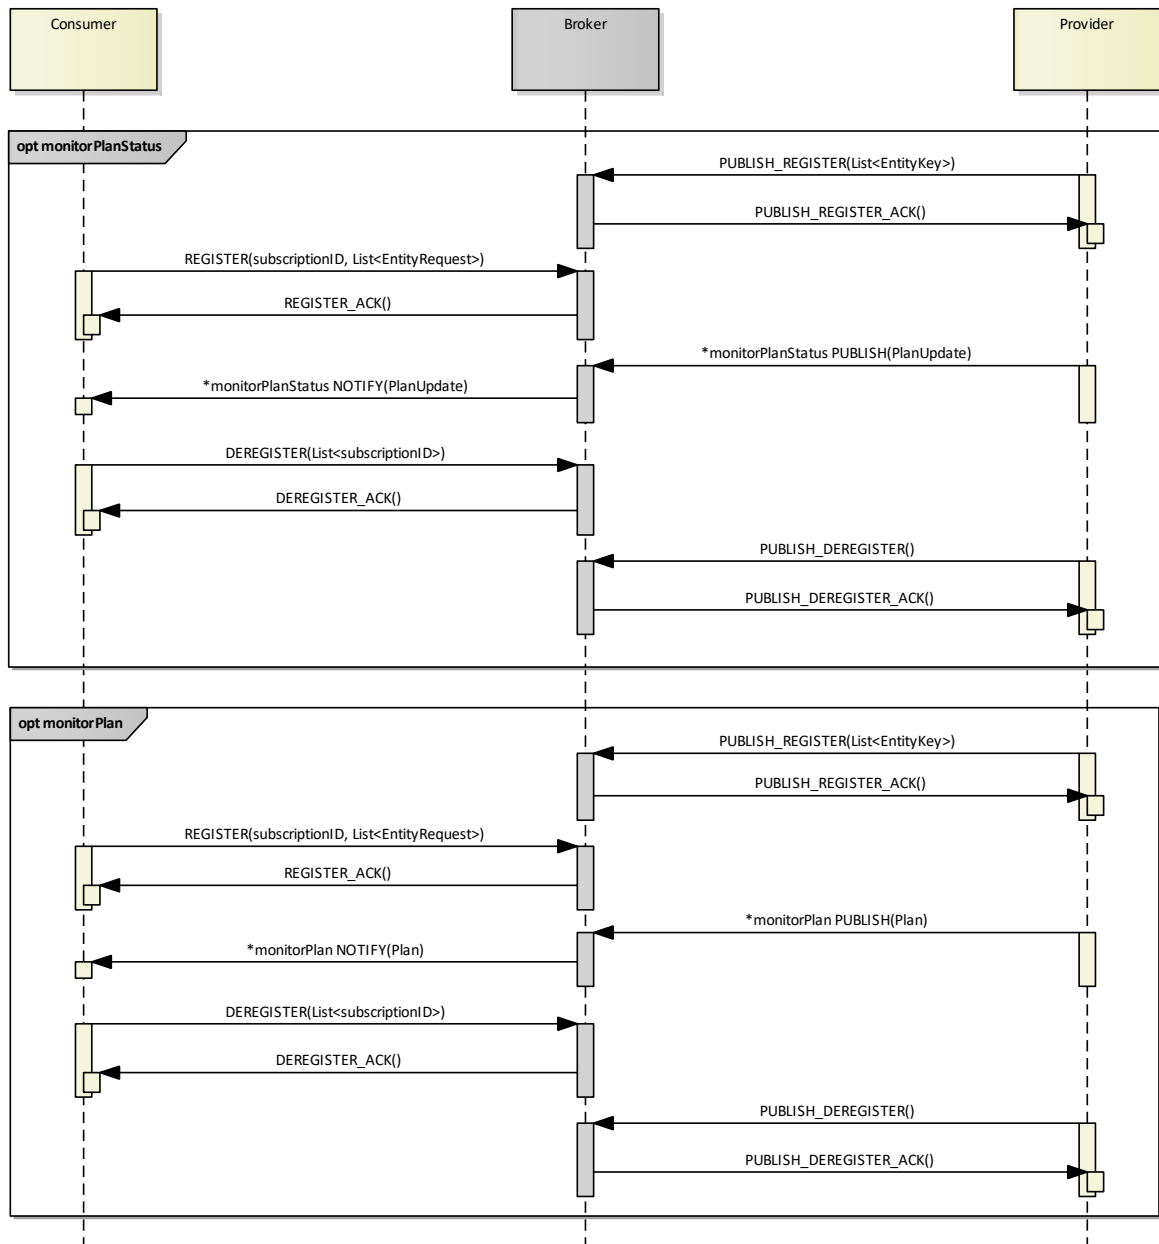 Consumer
Broker
Provider
opt monitorPlanStatus
PUBLISH_REGISTER(List<EntityKey>)
PUBLISH_REGISTER_ACK()
REGISTER(subscriptionID, List<EntityRequest>)
REGISTER_ACK()
*monitorPlanStatus PUBLISH(PlanUpdate)
*monitorPlanStatus NOTIFY(PlanUpdate)
DEREGISTER(List<subscriptionID>)
DEREGISTER_ACK()
PUBLISH_DEREGISTER()
PUBLISH_DEREGISTER_ACK()
opt monitorPlan
PUBLISH_REGISTER(List<EntityKey>)
PUBLISH_REGISTER_ACK()
REGISTER(subscriptionID, List<EntityRequest>)
REGISTER_ACK()
*monitorPlan PUBLISH(Plan)
*monitorPlan NOTIFY(Plan)
DEREGISTER(List<subscriptionID>)
DEREGISTER_ACK()
PUBLISH_DEREGISTER()
PUBLISH_DEREGISTER_ACK()